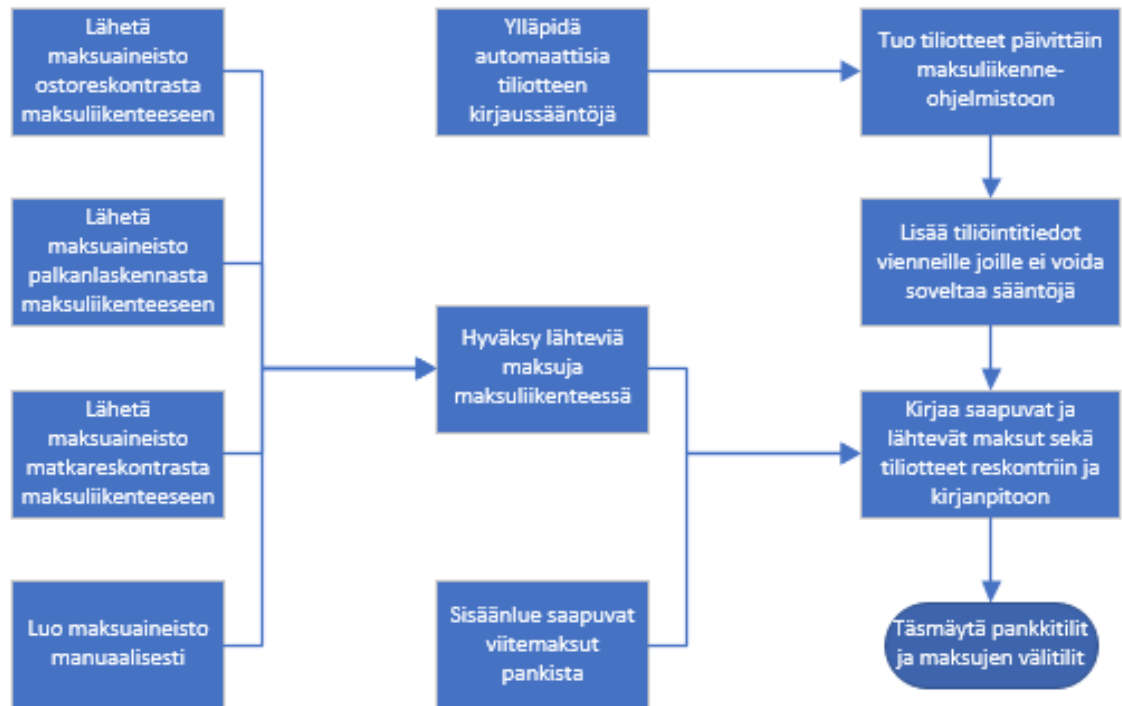 Lähetä
maksuaineisto
ostoreskontrasta
maksuliikenteeseen
Ylläpidä
automaattisia
tiliotteen
kirjaussääntöjä
Tuo tiliotteet päivittäin
maksuliikenne-
ohjelmistoon
Lähetä
maksuaineisto
palkanlaskennasta
maksuliikenteeseen
Lisää tiliöintitiedot
vienneille joille ei voida
soveltaa sääntöjä
Hyväksy lähteviä
maksuja
maksuliikenteessä
Lähetä
maksuaineisto
matkareskontrasta
maksuliikenteeseen
Kirjaa saapuvat ja
lähtevät maksut sekä
tiliotteet reskontriin ja
kirjanpitoon
Luo maksuaineisto
manuaalisesti
Sisäänlue saapuvat
viitemaksut
pankista
Täsmäytä pankkitilit
ja maksujen välitilit